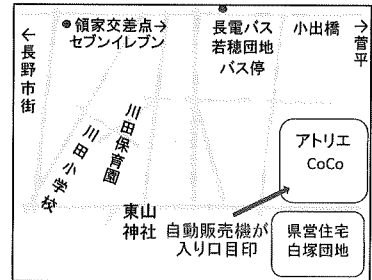 ←長野市街
領家交差点→
セブンイレブン
長電バス
若穂団地
バス停
小出橋
→菅平
川田小学校
川田保育園
東山
神社
自動販売機が
入り口目印
アトリエ
CoCo
県営住宅
白塚団地